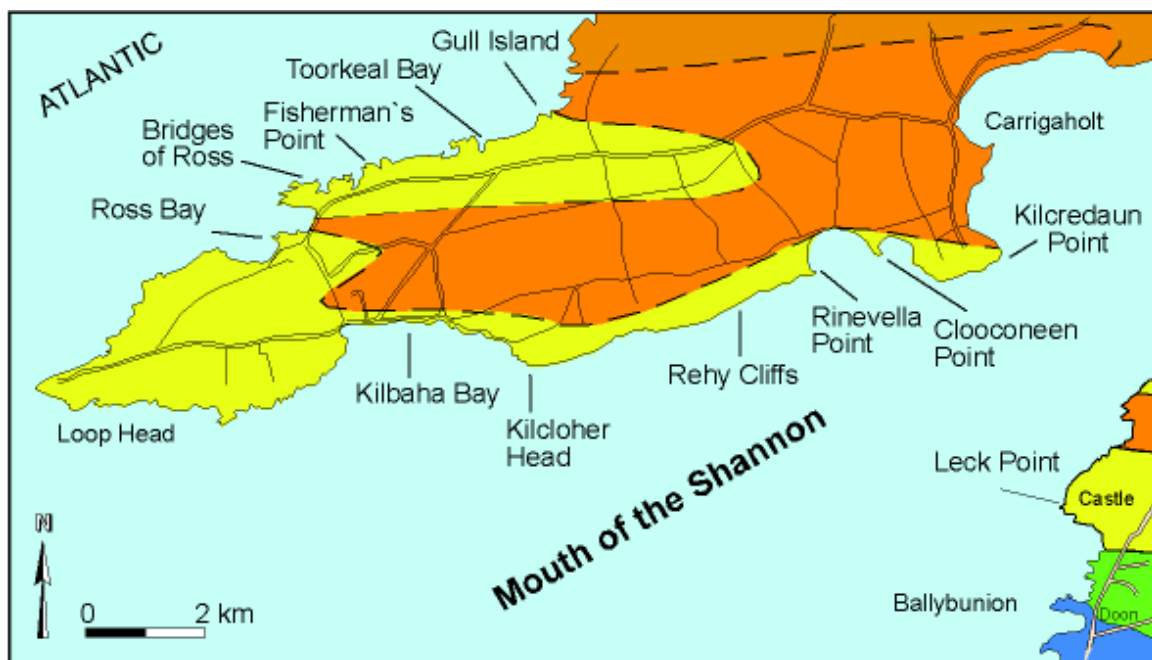 ATLANTIC
Gull Island
Toorkeal Bay
Fisherman`s
Point
Bridges
of Ross
Ross Bay
Carrigaholt
Kilcredaun
Point
Rinevella
Point
Clooconeen
Point
Rehy Cliffs
Kilbaha Bay
Kilcloher
Head
Loop Head
Mouth of the Shannon
Leck Point
Castle
Ballybunion
Doon
N
0 2 km